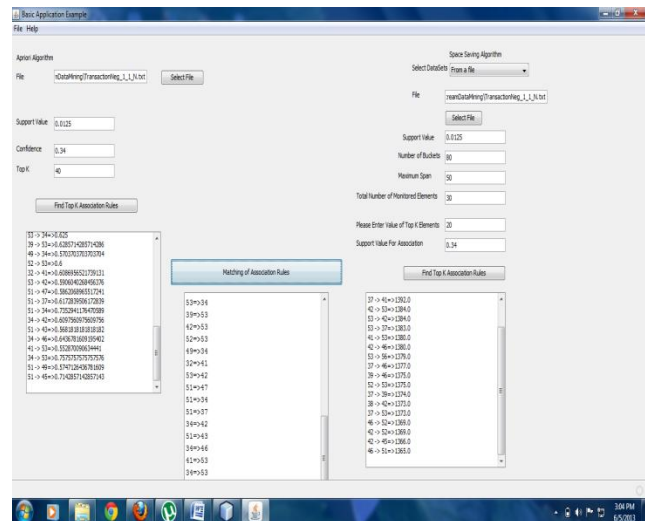 Basic Application Example
File Help
Apriori Algorithm
File
nDataMining\TransactionNeg_1_1_N.txt
Select File
Support Value
0.0125
Confidence
0.34
Top K
40
Find Top K Association Rules
53 -> 34=>0.625
39 -> 53=>0.6285714285714286
49 -> 34=>0.5703703703703704
52 -> 53=>0.6
32 -> 41=>0.6086956521739131
53 -> 42=>0.5906040268456376
51 -> 47=>0.5862068965517241
51 -> 37=>0.6172839506172839
51 -> 34=>0.7352941176470589
34 -> 42=>0.6097560975609756
51 -> 43=>0.5681818181818182
34 -> 46=>0.6436781609195402
41 -> 53=>0.552870090634441
34 -> 53=>0.7575757575757576
51 -> 49=>0.5747126436781609
51 -> 45=>0.7142857142857143
Matching of Association Rules
53=>34
39=>53
42=>53
52=>53
49=>34
32=>41
53=>42
51=>47
51=>34
51=>37
34=>42
51=>43
34=>46
41=>53
34=>53
Space Saving Algorithm
Select DataSets
From a file
File
:reamDataMining\TransactionNeg_1_1_N.txt
Select File
Support Value
0.0125
Number of Buckets
80
Maximum Span
50
Total Number of Monitored Elements
30
Please Enter Value of Top K Elements
20
Support Value For Association
0.34
Find Top K Association Rules
37 -> 41=>1392.0
42 -> 53=>1384.0
53 -> 42=>1384.0
53 -> 37=>1383.0
41 -> 53=>1380.0
42 -> 46=>1380.0
53 -> 56=>1379.0
37 -> 46=>1377.0
39 -> 46=>1375.0
52 -> 53=>1375.0
37 -> 39=>1374.0
38 -> 42=>1373.0
37 -> 53=>1373.0
46 -> 52=>1369.0
42 -> 52=>1369.0
42 -> 45=>1366.0
46 -> 51=>1365.0
3:04 PM
6/5/2013